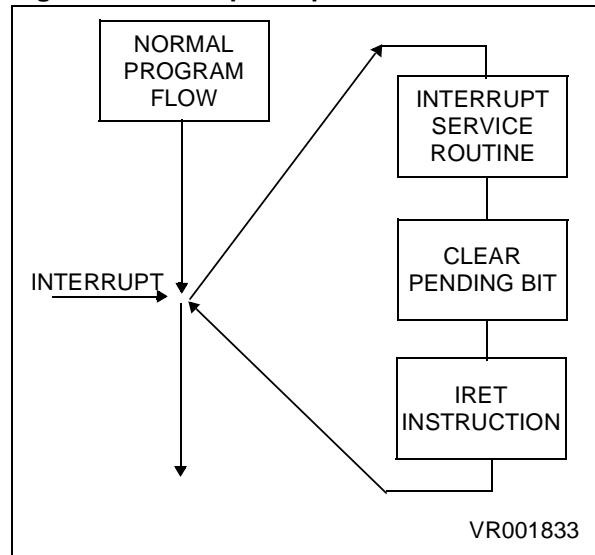 NORMAL
PROGRAM
FLOW
INTERRUPT
SERVICE
ROUTINE
INTERRUPT
CLEAR
PENDING BIT
IRET
INSTRUCTION
VR001833